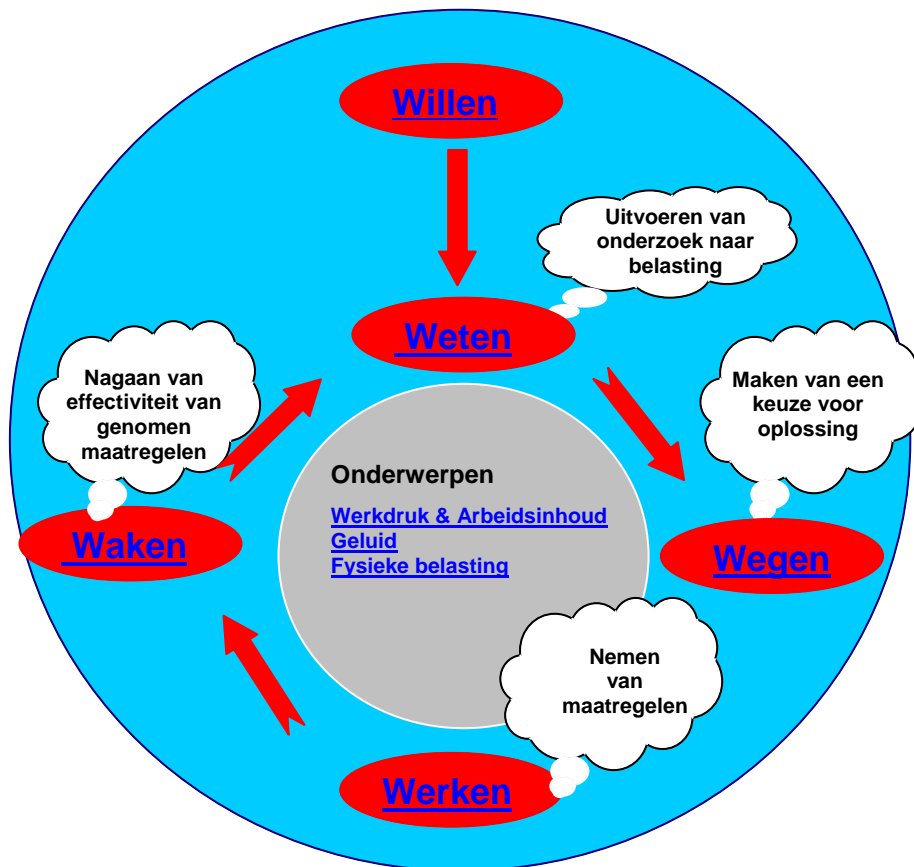 Willen
Uitvoeren van
onderzoek naar
belasting
Weten
Nagaan van
effectiviteit van
genomen
maatregelen
Maken van een
keuze voor
oplossing
Onderwerpen
Werkdruk & Arbeidsinhoud
Geluid
Fysieke belasting
Waken
Wegen
Nemen
van
maatregelen
Werken